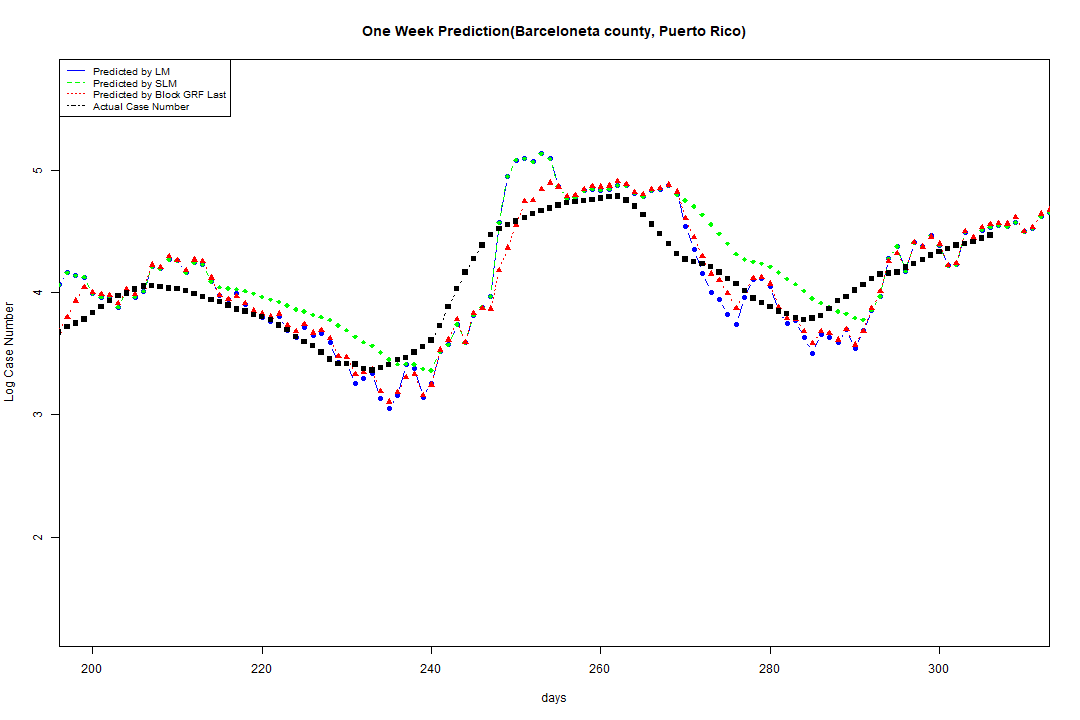 One Week Prediction(Barceloneta county, Puerto Rico)
Predicted by LM
Predicted by SLM
Predicted by Block GRF Last
Actual Case Number
5
4
3
2
Log Case Number
200 220 240 260 280 300
days